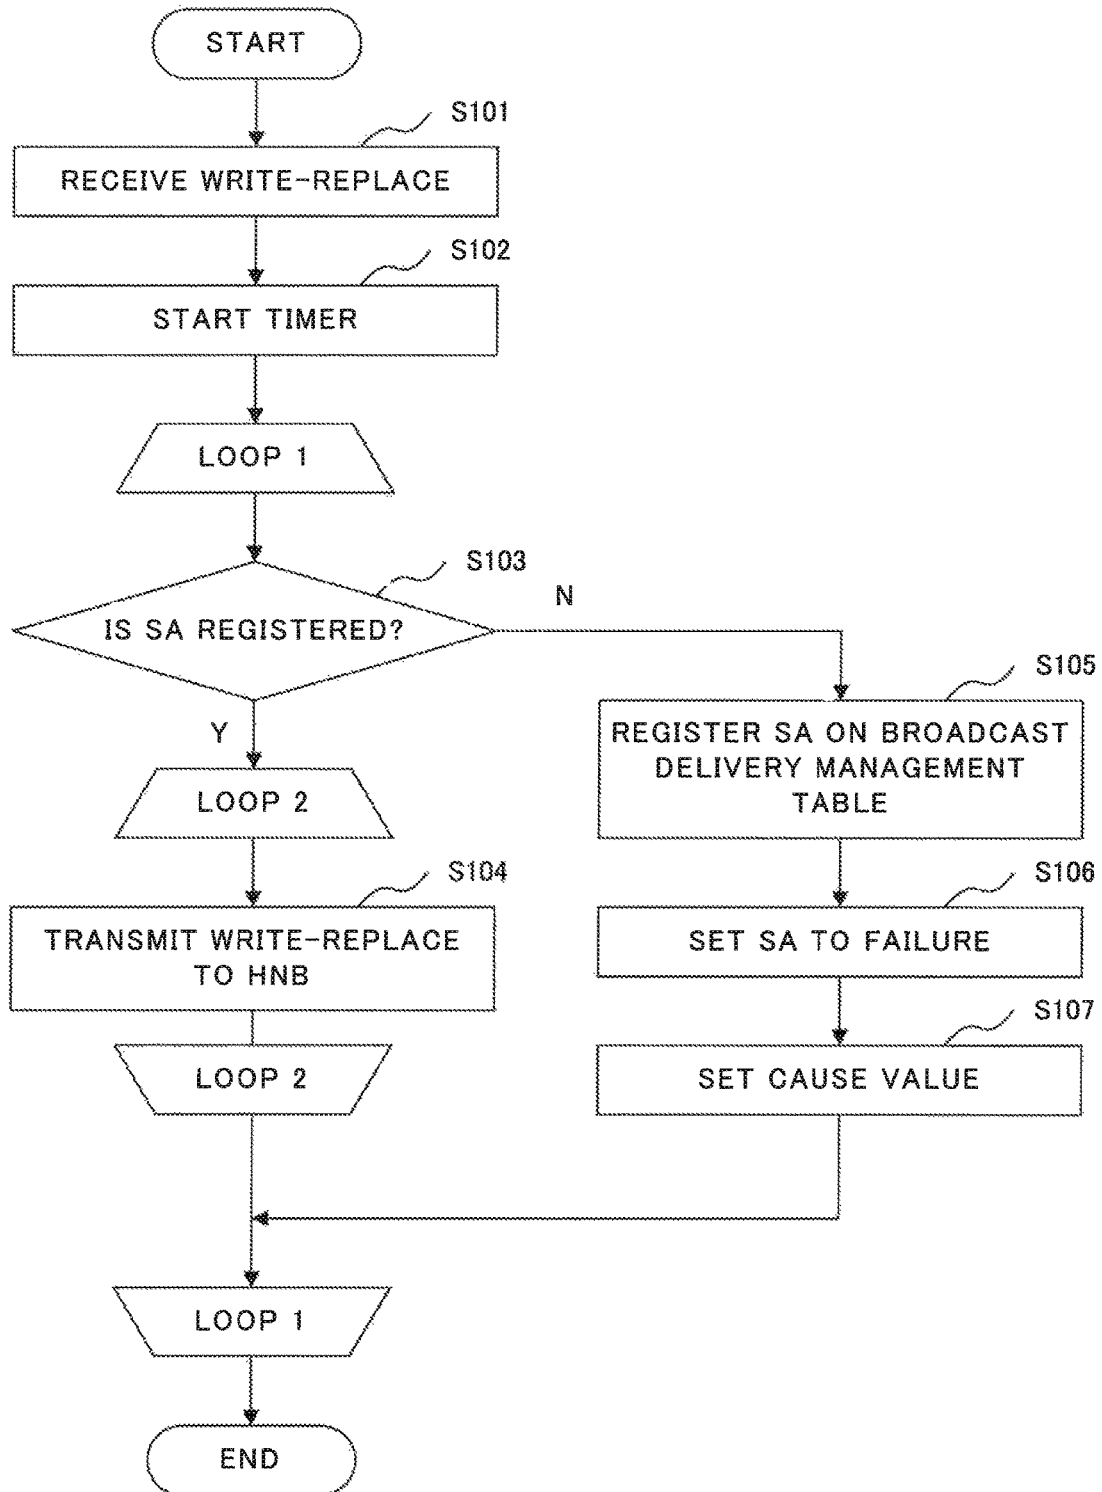 START
S101
RECEIVE WRITE-REPLACE
S102
START TIMER
LOOP 1
S103
IS SA REGISTERED?
N
Y
S105
REGISTER SA ON BROADCAST
DELIVERY MANAGEMENT
TABLE
LOOP 2
S104
TRANSMIT WRITE-REPLACE
TO HNB
S106
SET SA TO FAILURE
S107
SET CAUSE VALUE
LOOP 2
LOOP 1
END